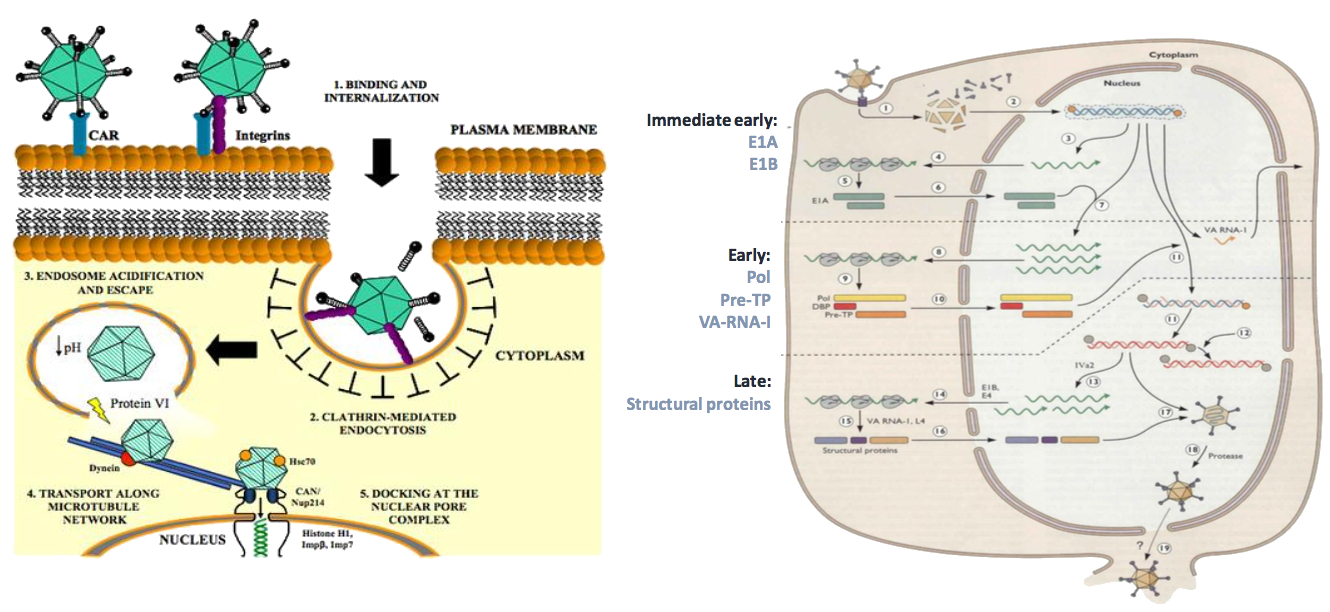 1. BINDING AND
INTERNALIZATION
CAR
Integrins
PLASMA MEMBRANE
3. ENDOSOME ACIDIFICATION
AND ESCAPE
↓pH
Protein VI
CYTOPLASM
2. CLATHRIN-MEDIATED
ENDOCYTOSIS
Dynein
Hsc70
CAN/
Nup214
4. TRANSPORT ALONG
MICROTUBULE
NETWORK
5. DOCKING AT THE
NUCLEAR PORE
COMPLEX
NUCLEUS
Histone H1,
Impβ, Imp7
Immediate early:
E1A
E1B
Early:
Pol
Pre-TP
VA-RNA-I
Late:
Structural proteins
Cytoplasm
Nucleus
1
2
3
4
5
6
E1A
7
VA RNA-1
8
9
11
Pol
DBP
Pre-TP
10
11
12
IVa2
13
E1B,
E4
14
15
VA RNA-1, L4
16
17
Structural proteins
18
Protease
?
19